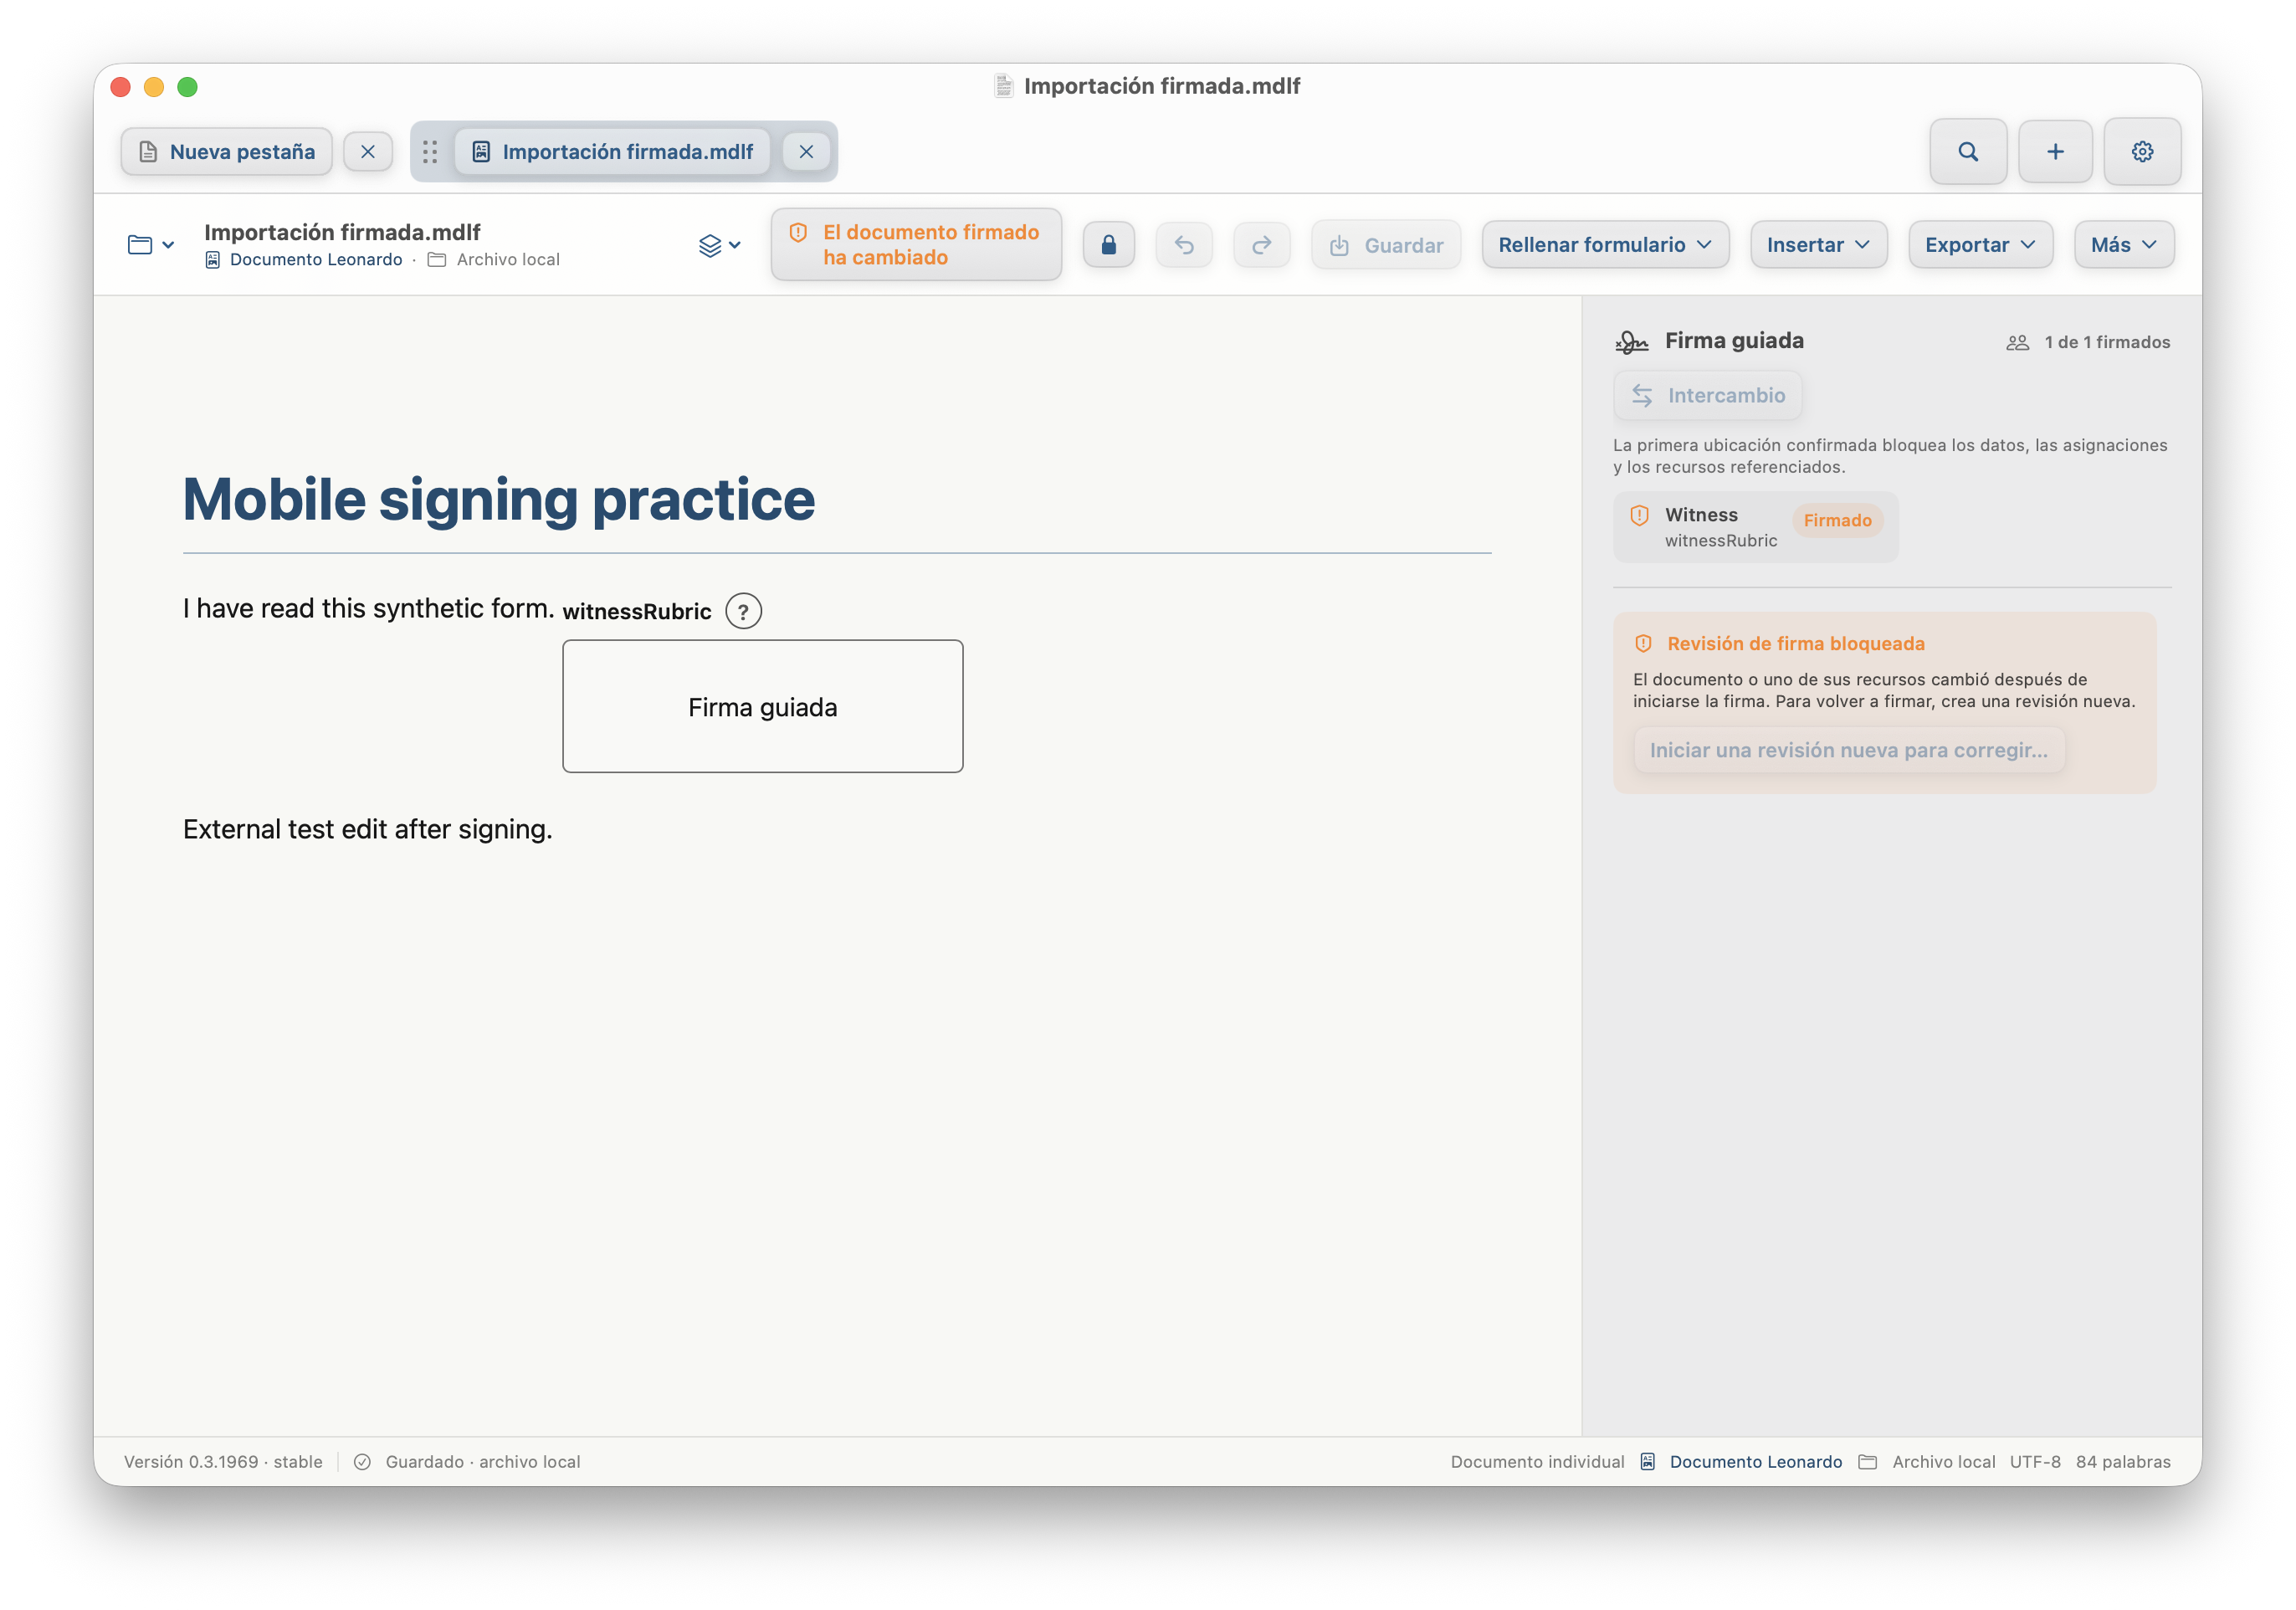 Importación firmada.mdlf
Nueva pestaña
Importación firmada.mdlf
Importación firmada.mdlf
Documento Leonardo · Archivo local
El documento firmado
ha cambiado
Guardar
Rellenar formulario
Insertar
Exportar
Más
Mobile signing practice
I have read this synthetic form. witnessRubric ?
Firma guiada
External test edit after signing.
Firma guiada
1 de 1 firmados
Intercambio
La primera ubicación confirmada bloquea los datos, las asignaciones
y los recursos referenciados.
Witness
Firmado
witnessRubric
Revisión de firma bloqueada
El documento o uno de sus recursos cambió después de
iniciarse la firma. Para volver a firmar, crea una revisión nueva.
Iniciar una revisión nueva para corregir...
Versión 0.3.1969 · stable
Guardado · archivo local
Documento individual
Documento Leonardo
Archivo local
UTF-8
84 palabras